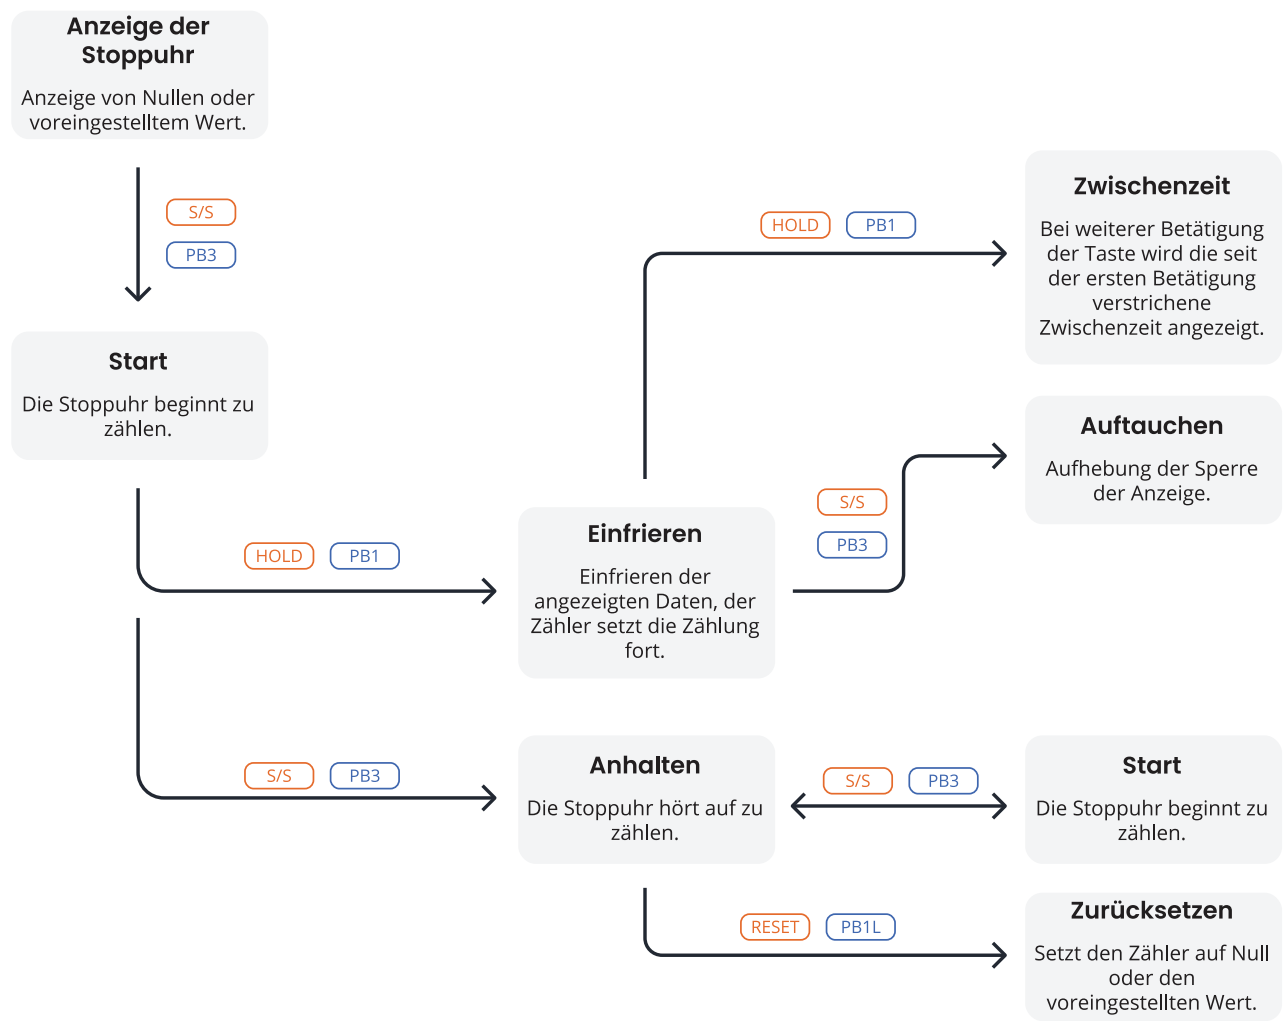 Anzeige der
Stoppuhr
Anzeige von Nullen oder
voreingestelltem Wert.
S/S
PB3
Start
Die Stoppuhr beginnt zu
zählen.
HOLD PB1
Zwischenzeit
Bei weiterer Betätigung
der Taste wird die seit
der ersten Betätigung
verstrichene
Zwischenzeit angezeigt.
Auftauchen
Aufhebung der Sperre
der Anzeige.
S/S
PB3
HOLD PB1
Einfrieren
Einfrieren der
angezeigten Daten, der
Zähler setzt die Zählung
fort.
S/S PB3
Anhalten
Die Stoppuhr hört auf zu
zählen.
S/S PB3
Start
Die Stoppuhr beginnt zu
zählen.
RESET PB1L
Zurücksetzen
Setzt den Zähler auf Null
oder den
voreingestellten Wert.